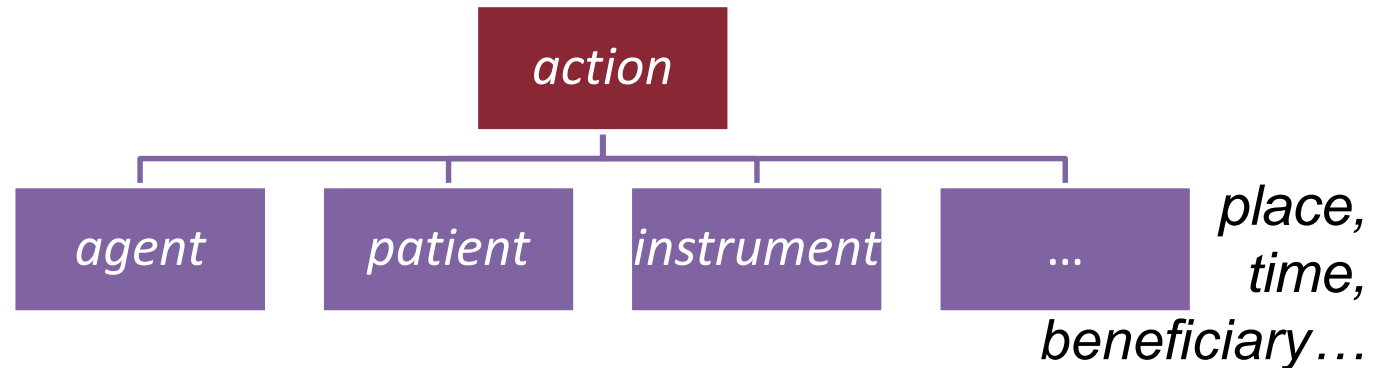 action
agent
patient
instrument
...
place,
time,
beneficiary…